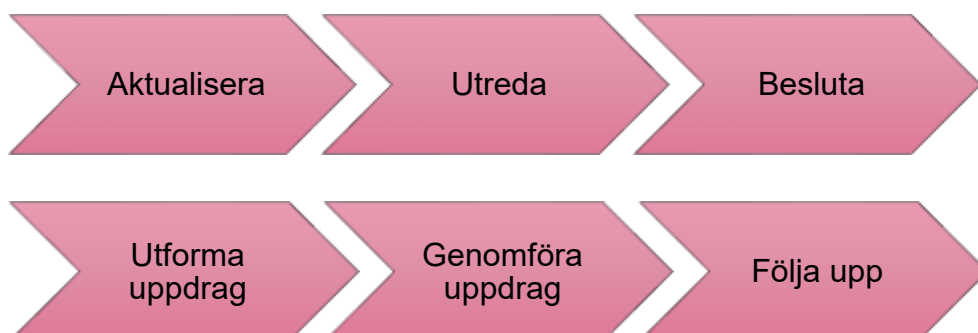 Aktualisera
Utreda
Besluta
Utforma
uppdrag
Genomföra
uppdrag
Följa upp